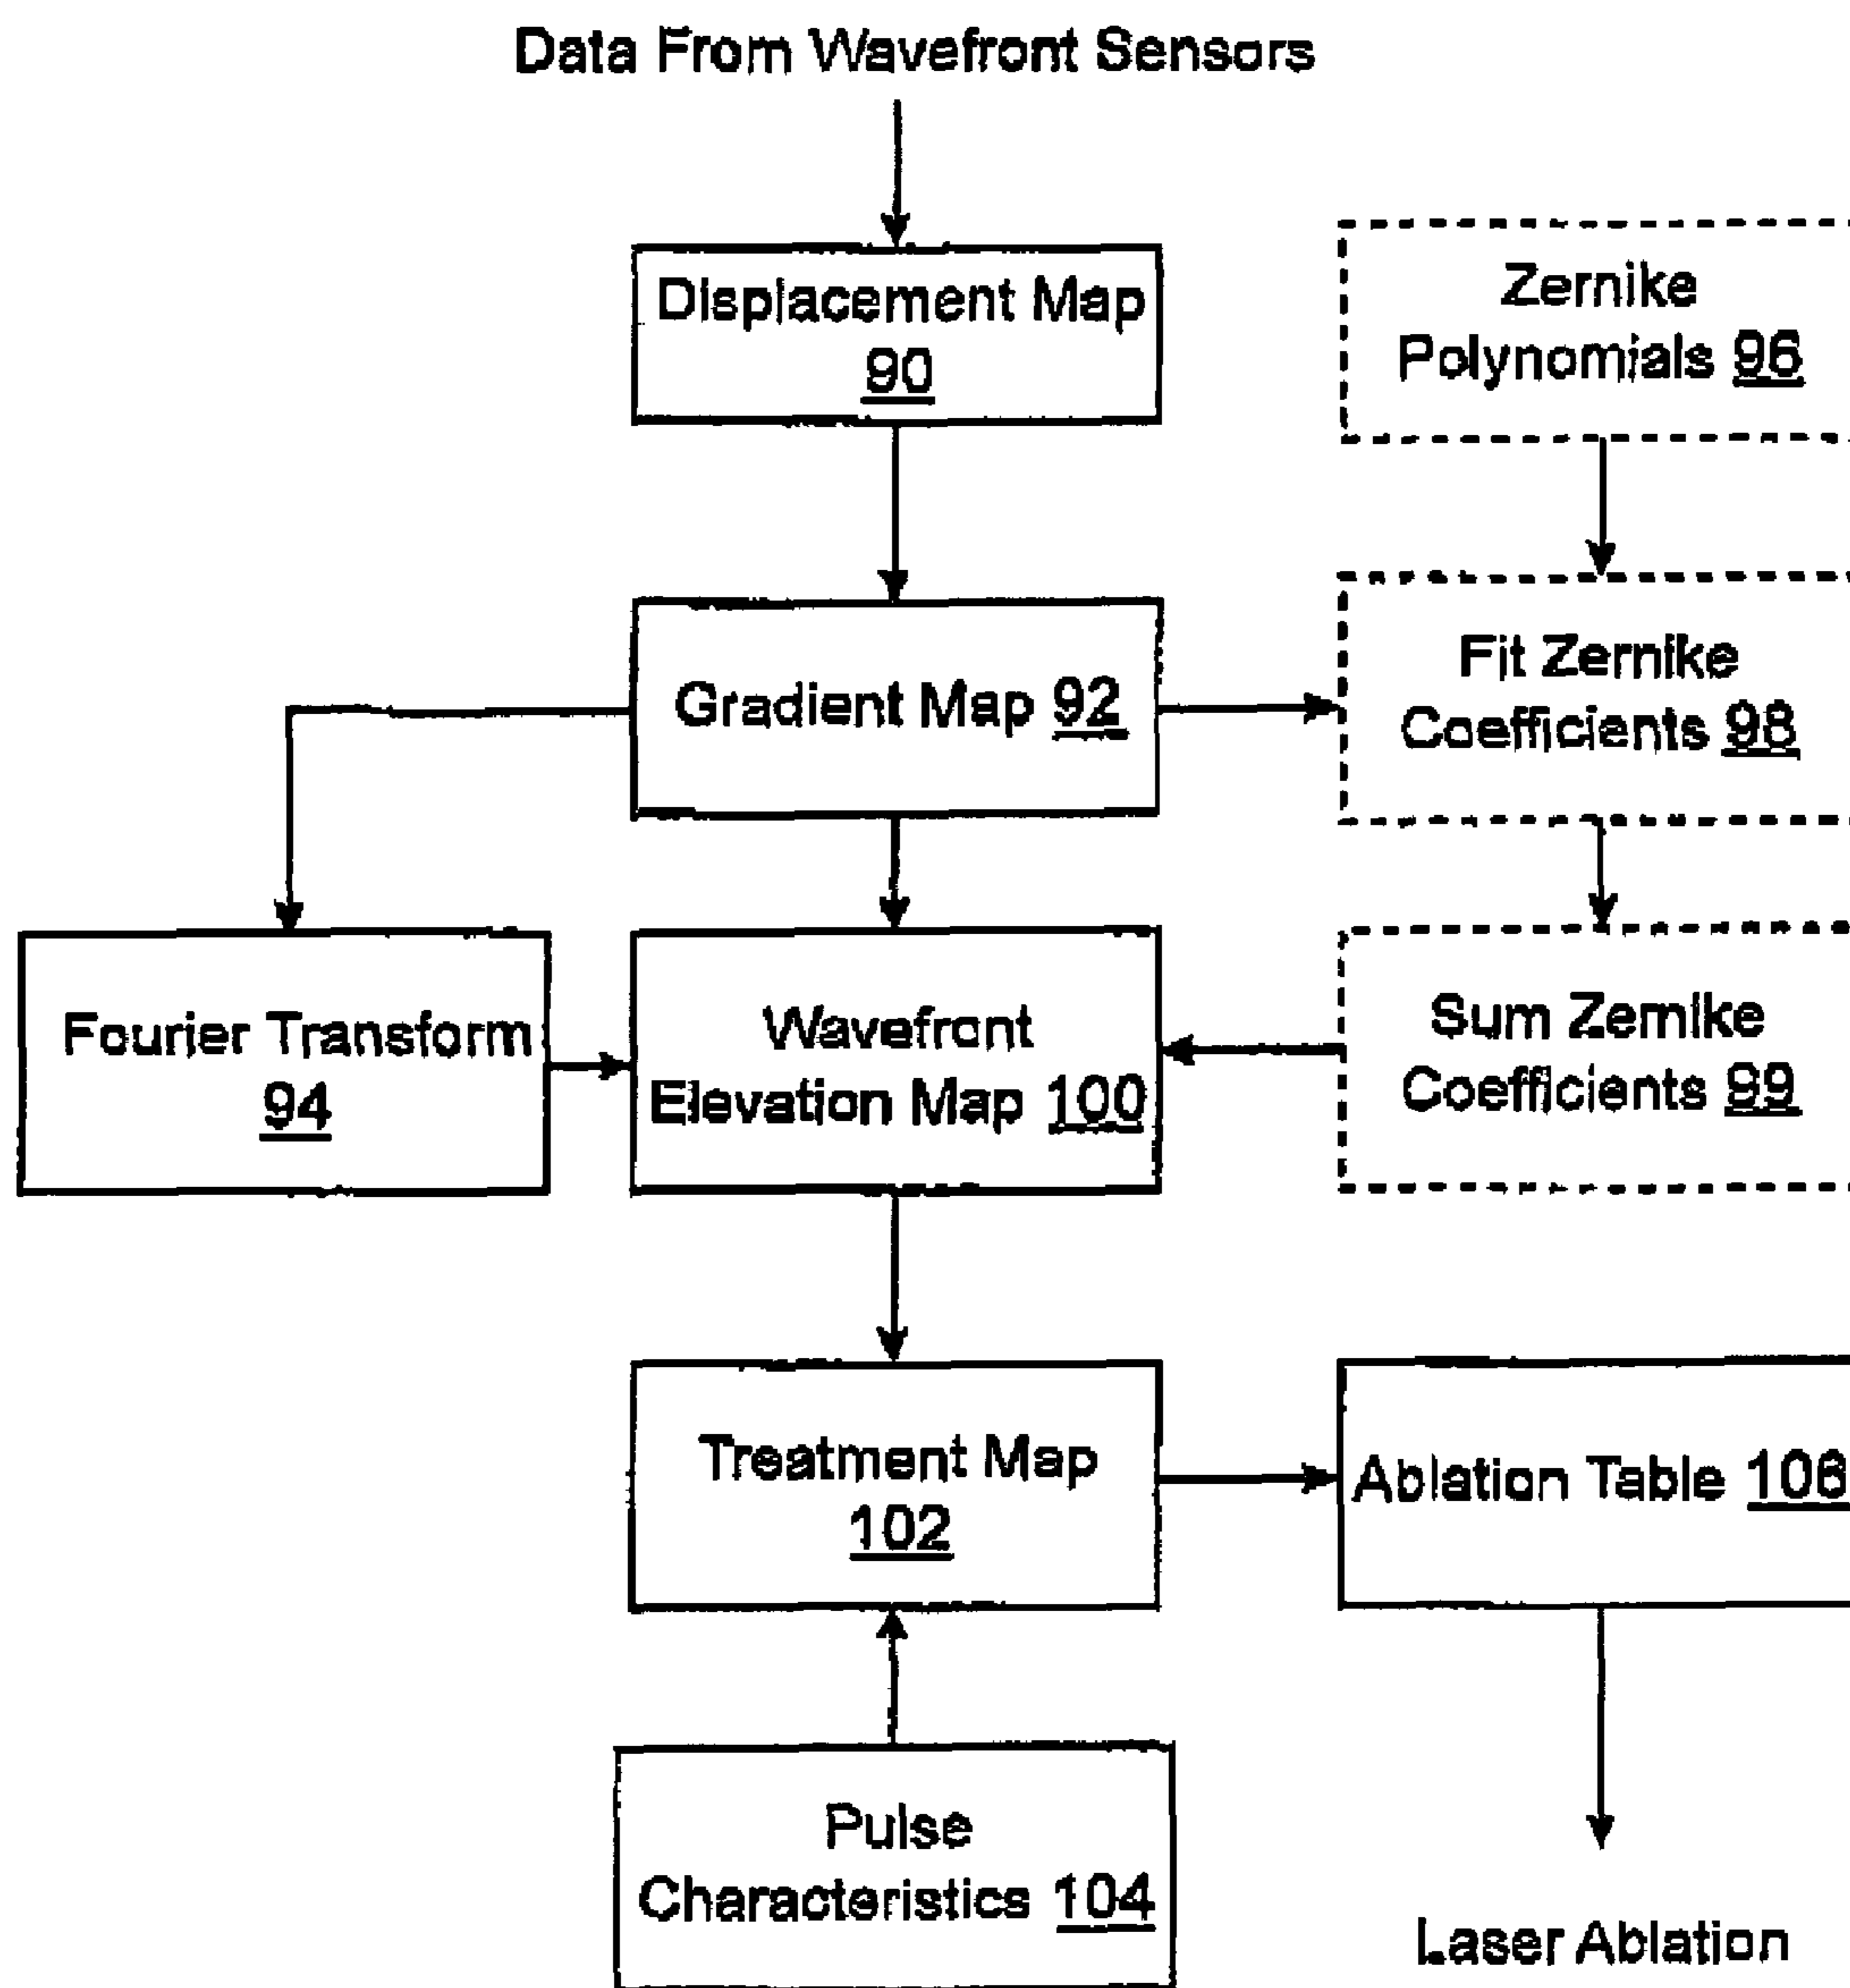 Data From Wavefront Sensors
Displacement Map
90
Zernike
Polynomials 96
Gradient Map 92
Fit Zernike
Coefficients 98
Fourier Transform
94
Wavefront
Elevation Map 100
Sum Zernike
Coefficients 99
Treatment Map
102
Ablation Table 106
Pulse
Characteristics 104
Laser Ablation